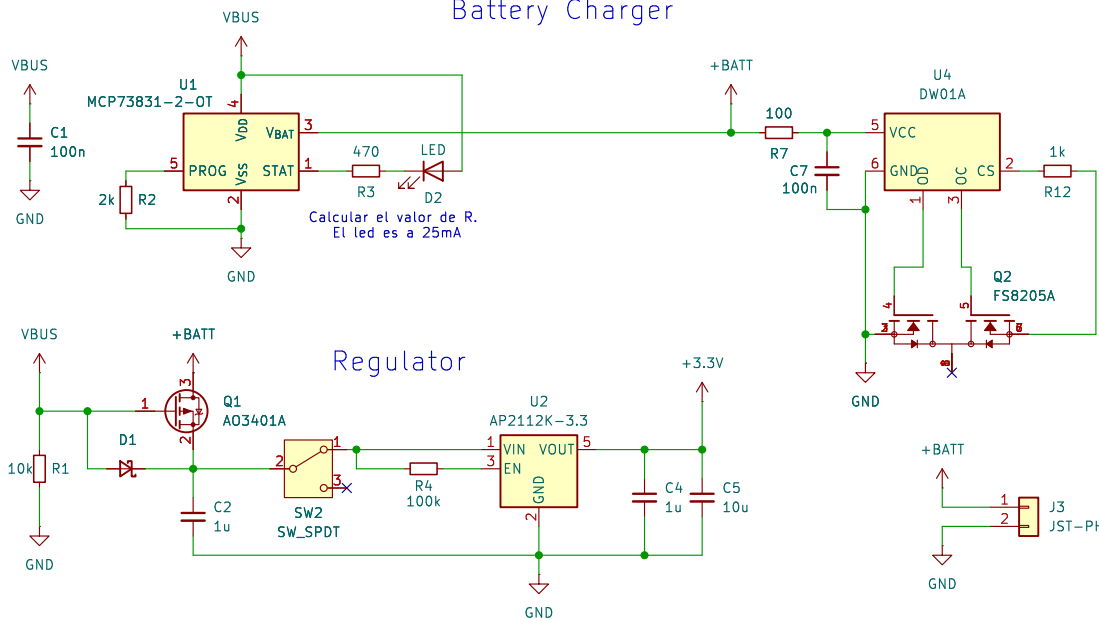 Battery Charger
VBUS
VBUS
+BATT
U1
MCP73831-2-OT
U4
DW01A
4
VDD
VBAT
3
C1
100n
5
PROG
STAT
1
VSS
2
470
R3
LED
D2
2k
R2
GND
GND
Calcular el valor de R.
El led es a 25mA
100
R7
C7
100n
5
VCC
6
GND
OD
OC
CS
2
1
3
1k
R12
Q2
FS8205A
4
5
GND
VBUS
+BATT
Regulator
+3.3V
3
1
Q1
AO3401A
2
D1
10k
R1
GND
C2
1u
2
1
3
SW2
SW_SPDT
R4
100k
U2
AP2112K-3.3
1
VIN
VOUT
5
3
EN
GND
2
C4
1u
C5
10u
GND
+BATT
1
2
J3
JST-PH
GND